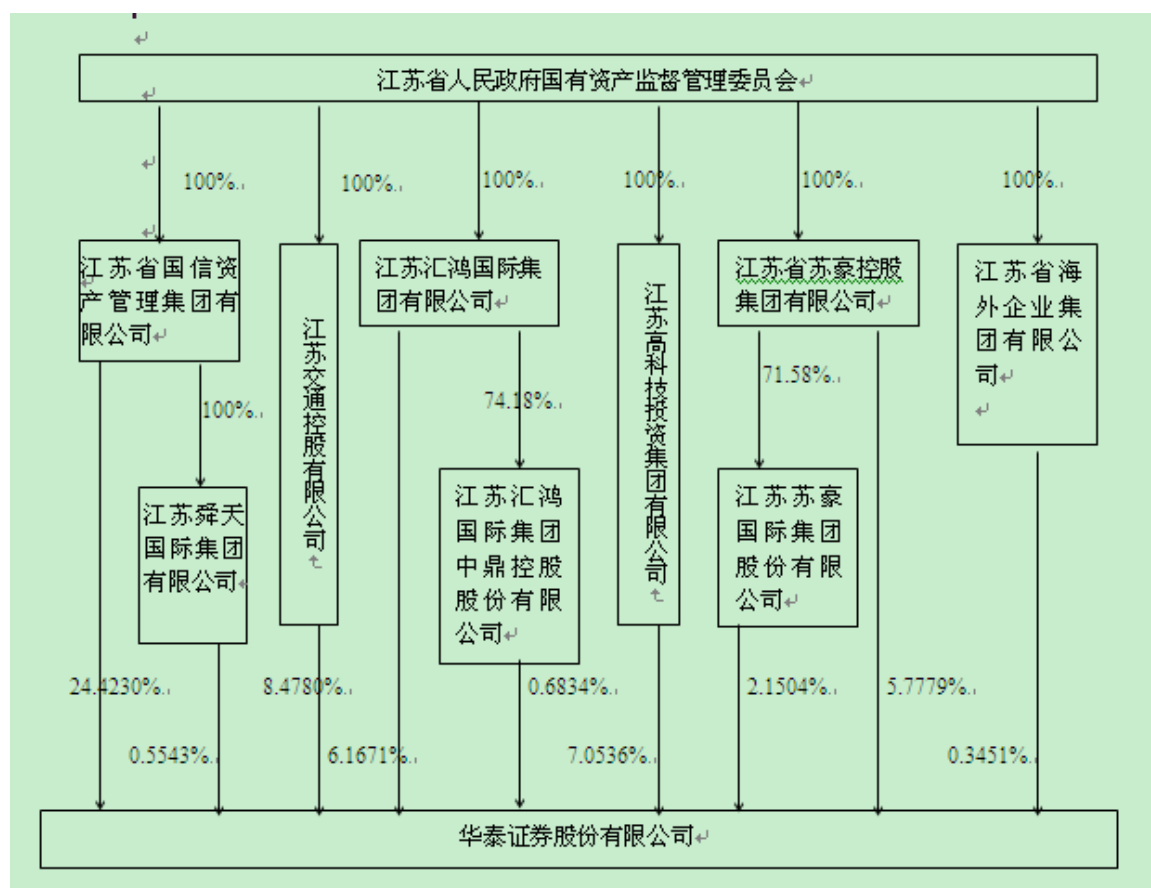 江苏省人民政府国有资产监督管理委员会
100%
100%
100%
100%
100%
100%
江苏省国信资
产管理集团有
限公司
江苏交通控股有限公司
江苏汇鸿国际集
团有限公司
江苏高科技投资集团有限公司
江苏省苏豪控股
集团有限公司
江苏省海
外企业集
团有限公
司
100%
74.18%
71.58%
江苏舜天
国际集团
有限公司
江苏汇鸿
国际集团
中鼎控股
股份有限
公司
江苏苏豪
国际集团
股份有限
公司
24.4230%
8.4780%
0.6834%
2.1504%
5.7779%
0.5543%
6.1671%
7.0536%
0.3451%
华泰证券股份有限公司